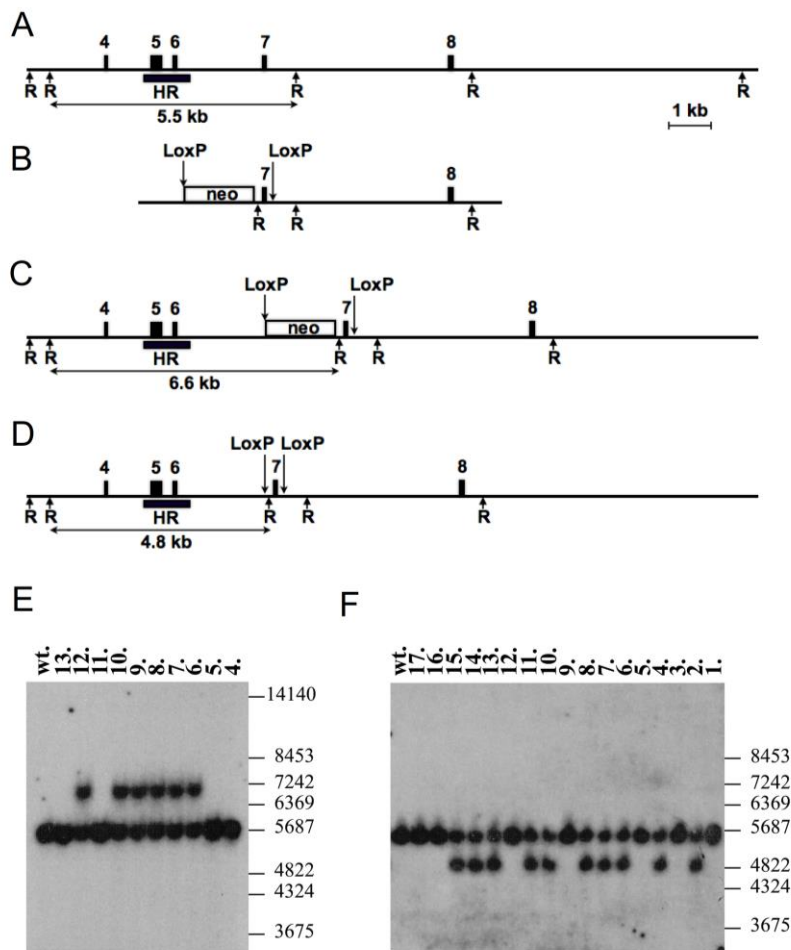 A
4 5 6 7 8
R R HR R R R
5.5 kb
1 kb
B
LoxP LoxP
neo 7 8
R R R
C
LoxP LoxP
4 5 6 neo 7 8
R R HR R R R
6.6 kb
D
LoxP LoxP
4 5 6 7 8
R R HR R R R
4.8 kb
E
wt. 13. 12. 11. 10. 9. 8. 7. 6. 5. 4.
14140
8453
7242
6369
5687
4822
4324
3675
F
wt. 17. 16. 15. 14. 13. 12. 11. 10. 9. 8. 7. 6. 5. 4. 3. 2. 1.
8453
7242
6369
5687
4822
4324
3675